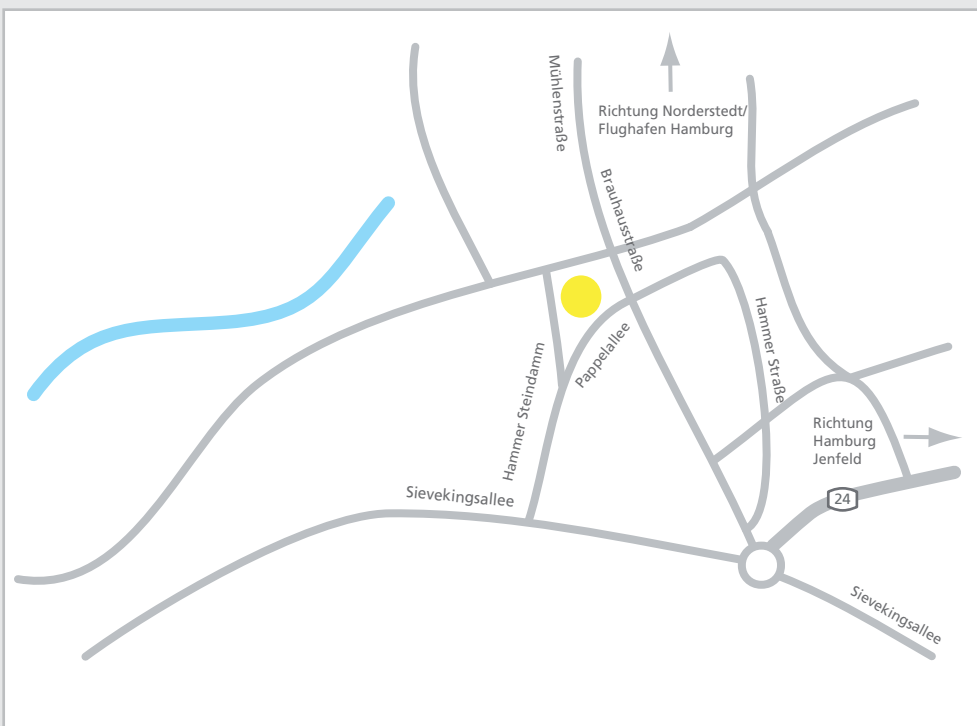 Mühlenstraße
Richtung Norderstedt/
Flughafen Hamburg
Brauhausstraße
Hammer Straße
Pappelallee
Hammer Steindamm
Richtung
Hamburg
Jenfeld
Sievekingsallee
24
Sievekingsallee